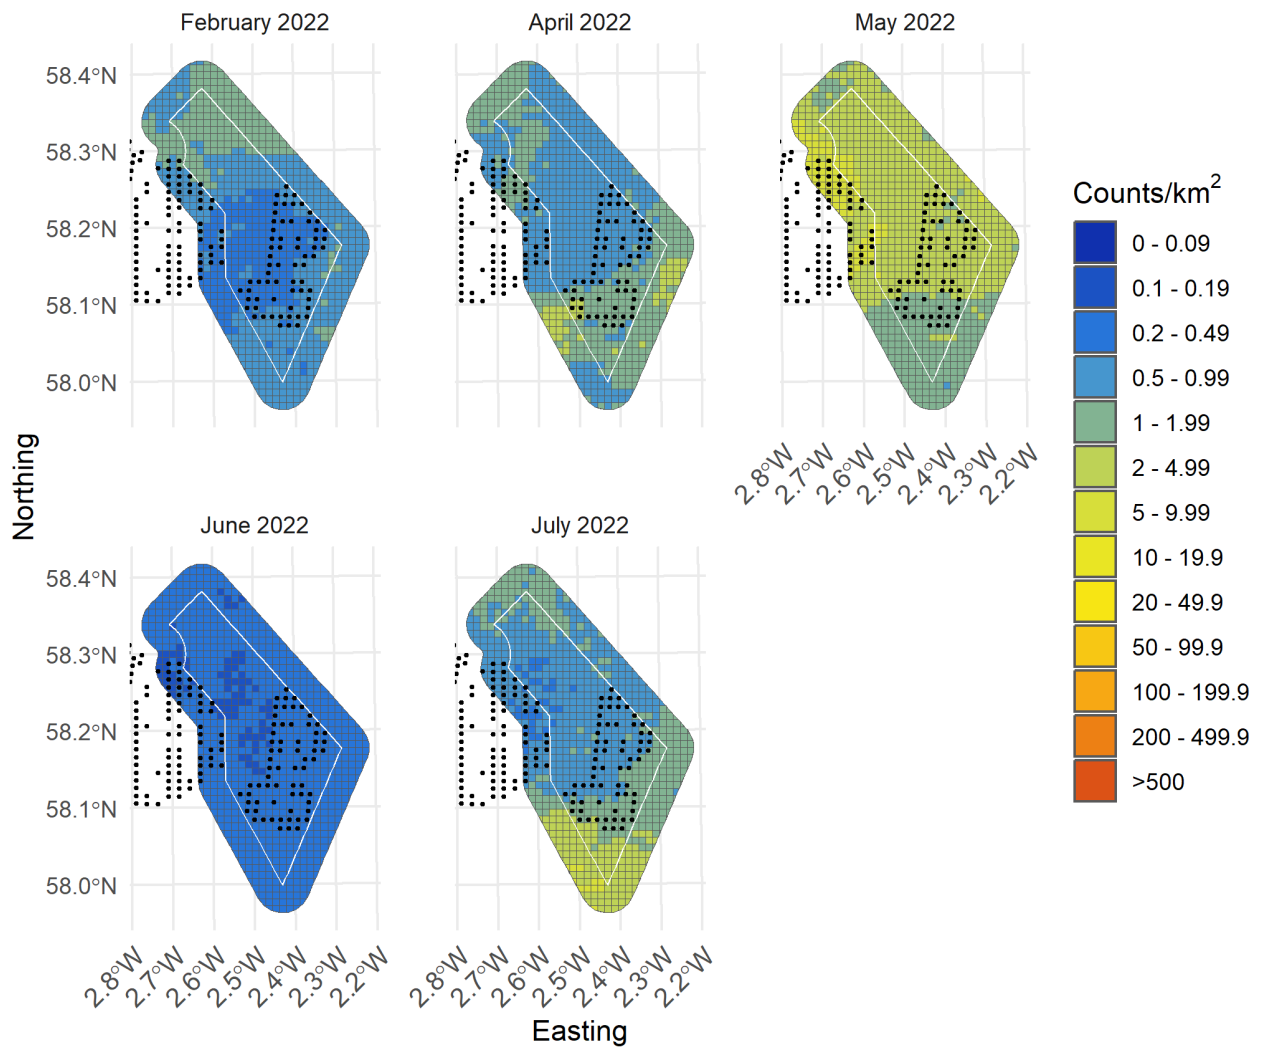 February 2022
April 2022
May 2022
58.4°N
58.3°N
58.2°N
58.1°N
58.0°N
2.8°W
2.7°W
2.6°W
2.5°W
2.4°W
2.3°W
2.2°W
Northing
June 2022
July 2022
58.4°N
58.3°N
58.2°N
58.1°N
58.0°N
2.8°W
2.7°W
2.6°W
2.5°W
2.4°W
2.3°W
2.2°W
2.8°W
2.7°W
2.6°W
2.5°W
2.4°W
2.3°W
2.2°W
Easting
Counts/km²
0 - 0.09
0.1 - 0.19
0.2 - 0.49
0.5 - 0.99
1 - 1.99
2 - 4.99
5 - 9.99
10 - 19.9
20 - 49.9
50 - 99.9
100 - 199.9
200 - 499.9
>500